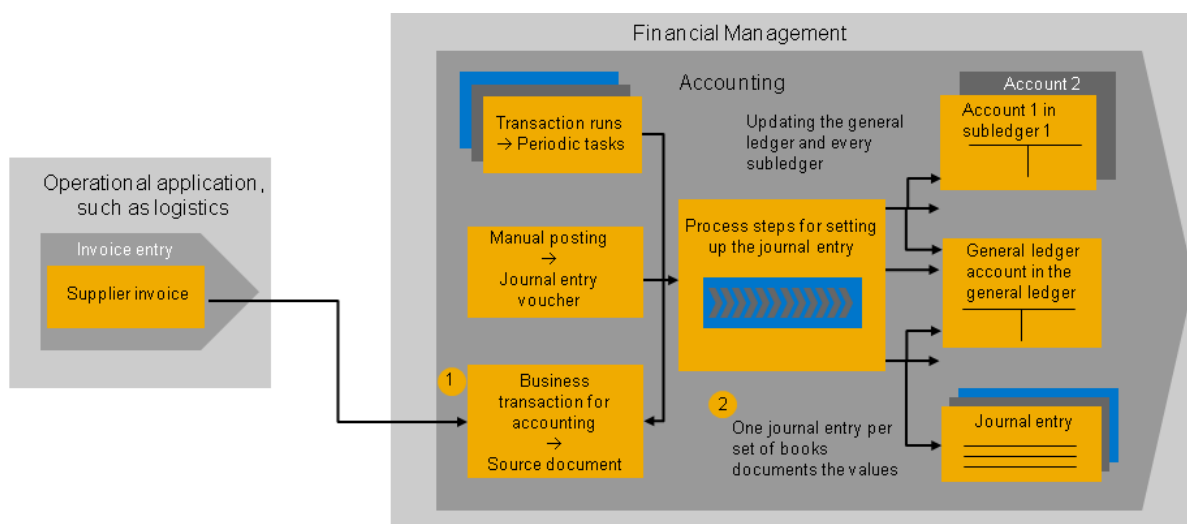 Financial Management
Accounting
Operational application,
such as logistics
Invoice entry
Supplier invoice
Transaction runs
→ Periodic tasks
Manual posting
→
Journal entry
voucher
1
Business
transaction for
accounting
→
Source document
Updating the general
ledger and every
subledger
Process steps for setting
up the journal entry
2
One journal entry per
set of books
documents the values
Account 2
Account 1 in
subledger 1
General ledger
account in the
general ledger
Journal entry